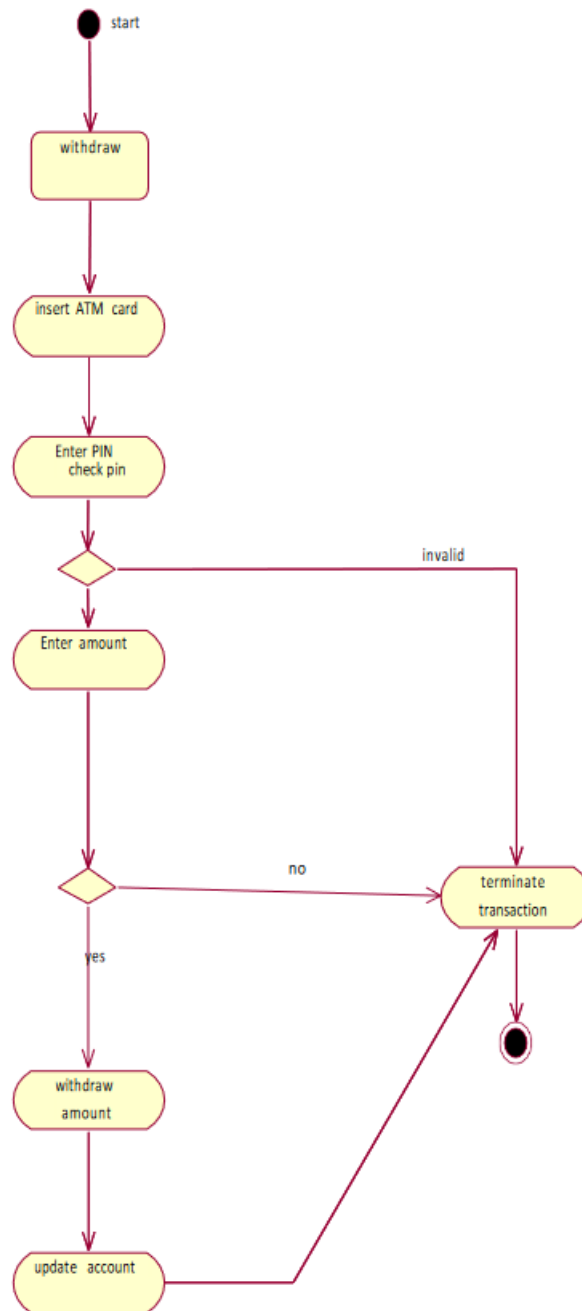 start
withdraw
insert ATM card
Enter PIN
check pin
invalid
Enter amount
no
terminate
transaction
yes
withdraw
amount
update account